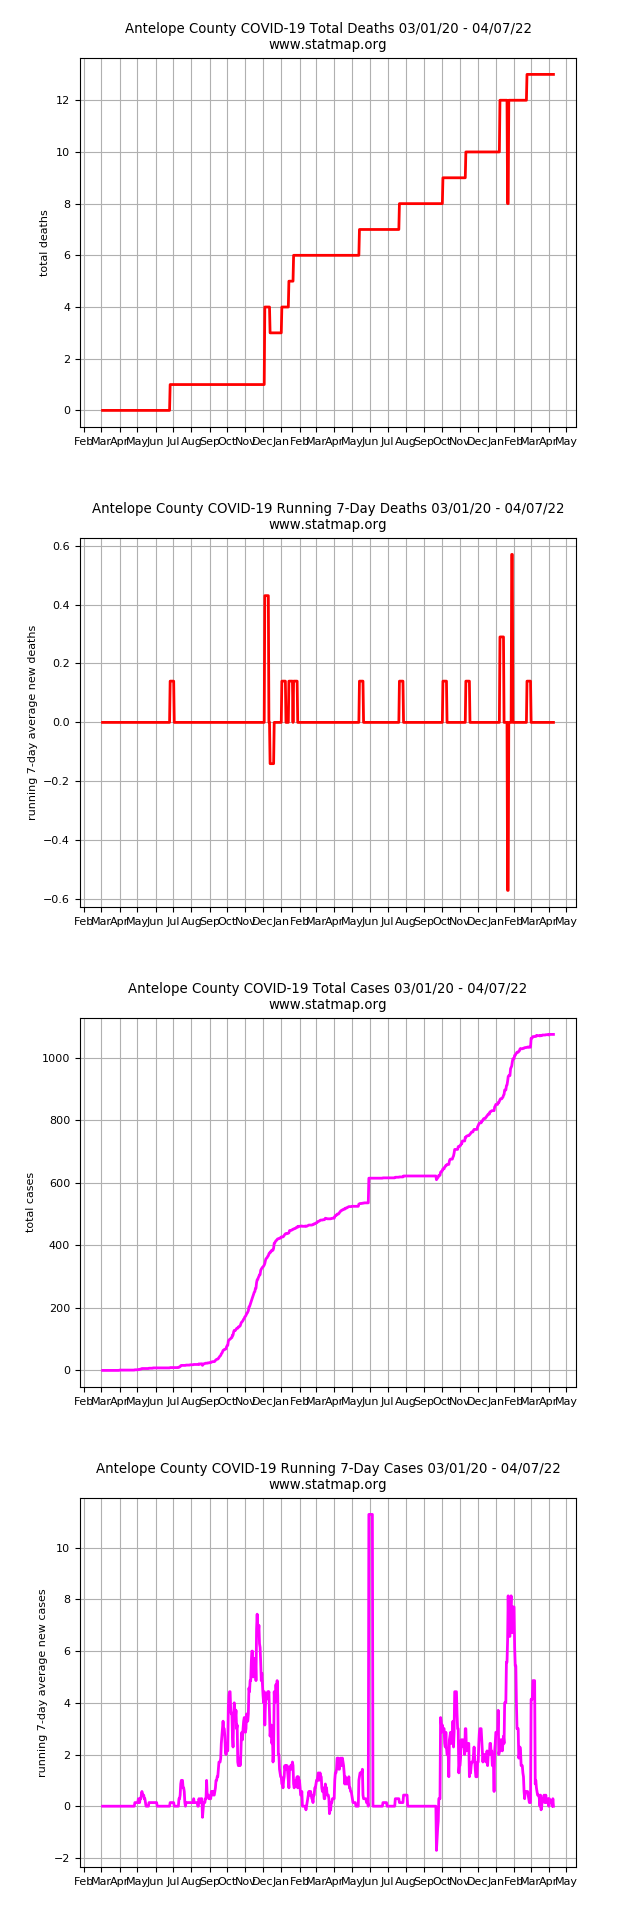 Antelope County COVID-19 Total Deaths 03/01/20 - 04/07/22
www.statmap.org
12
10
8
6
4
2
0
total deaths
Feb Mar Apr May Jun Jul Aug Sep Oct Nov Dec Jan Feb Mar Apr May Jun Jul Aug Sep Oct Nov Dec Jan Feb Mar Apr May
Antelope County COVID-19 Running 7-Day Deaths 03/01/20 - 04/07/22
www.statmap.org
0.6
0.4
0.2
0.0
−0.2
−0.4
−0.6
running 7-day average new deaths
Feb Mar Apr May Jun Jul Aug Sep Oct Nov Dec Jan Feb Mar Apr May Jun Jul Aug Sep Oct Nov Dec Jan Feb Mar Apr May
Antelope County COVID-19 Total Cases 03/01/20 - 04/07/22
www.statmap.org
1000
800
600
400
200
0
total cases
Feb Mar Apr May Jun Jul Aug Sep Oct Nov Dec Jan Feb Mar Apr May Jun Jul Aug Sep Oct Nov Dec Jan Feb Mar Apr May
Antelope County COVID-19 Running 7-Day Cases 03/01/20 - 04/07/22
www.statmap.org
10
8
6
4
2
0
−2
running 7-day average new cases
Feb Mar Apr May Jun Jul Aug Sep Oct Nov Dec Jan Feb Mar Apr May Jun Jul Aug Sep Oct Nov Dec Jan Feb Mar Apr May